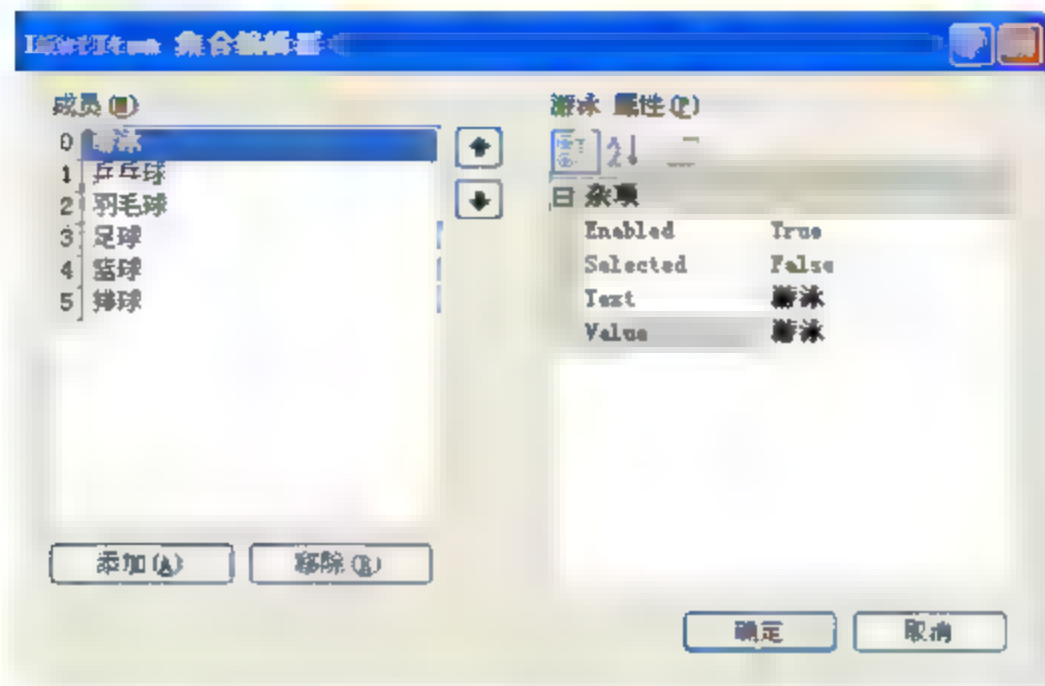 ListItem 集合编辑器
成员(M)
0 游泳
1 乒乓球
2 羽毛球
3 足球
4 篮球
5 排球
添加(A)
移除(R)
游泳 属性(P)
杂项
Enabled True
Selected False
Text 游泳
Value 游泳
确定
取消